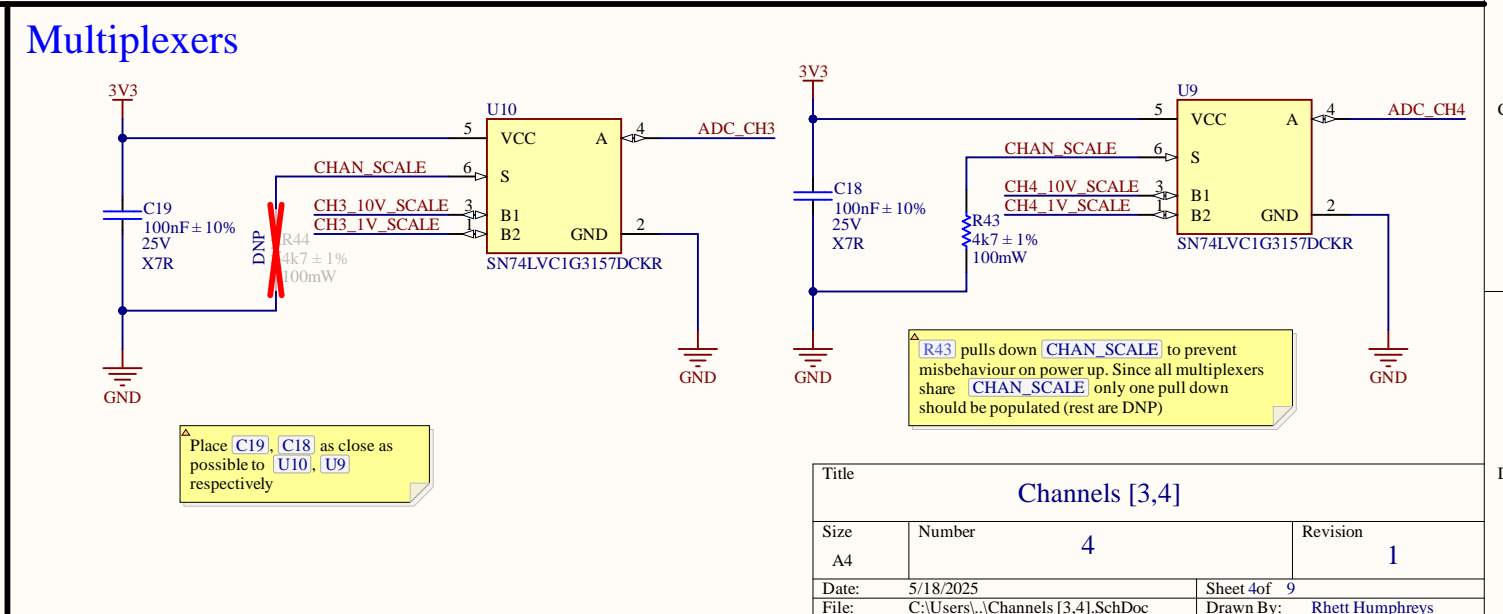 Multiplexers
3V3
U10
5
VCC
A
4
ADC_CH3
CHAN_SCALE
6
S
CH3_10V_SCALE
3
B1
CH3_1V_SCALE
1
B2
GND
2
SN74LVC1G3157DCKR
C19
100nF ± 10%
25V
X7R
DNP
R44
4k7 ± 1%
100mW
GND
GND
3V3
U9
5
VCC
A
4
ADC_CH4
CHAN_SCALE
6
S
CH4_10V_SCALE
3
B1
CH4_1V_SCALE
1
B2
GND
2
SN74LVC1G3157DCKR
C18
100nF ± 10%
25V
X7R
R43
4k7 ± 1%
100mW
GND
GND
Place C19, C18 as close as
possible to U10, U9
respectively
R43 pulls down CHAN_SCALE to prevent
misbehaviour on power up. Since all multiplexers
share CHAN_SCALE only one pull down
should be populated (rest are DNP)
Title
Channels [3,4]
Size
A4
Number
4
Revision
1
Date:
5/18/2025
Sheet 4of 9
File:
C:\Users\..\Channels [3,4].SchDoc
Drawn By:
Rhett Humphreys